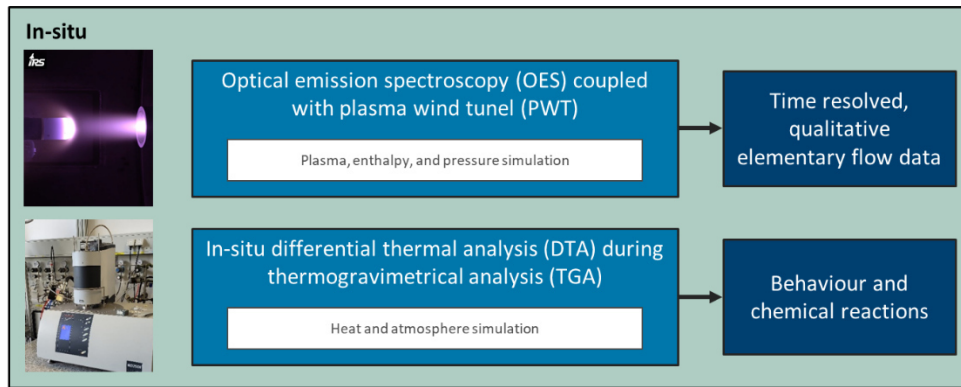 In-situ
IRS
Optical emission spectroscopy (OES) coupled
with plasma wind tunnel (PWT)
Plasma, enthalpy, and pressure simulation
Time resolved,
qualitative
elementary flow data
In-situ differential thermal analysis (DTA) during
thermogravimetrical analysis (TGA)
Heat and atmosphere simulation
Behaviour and
chemical reactions